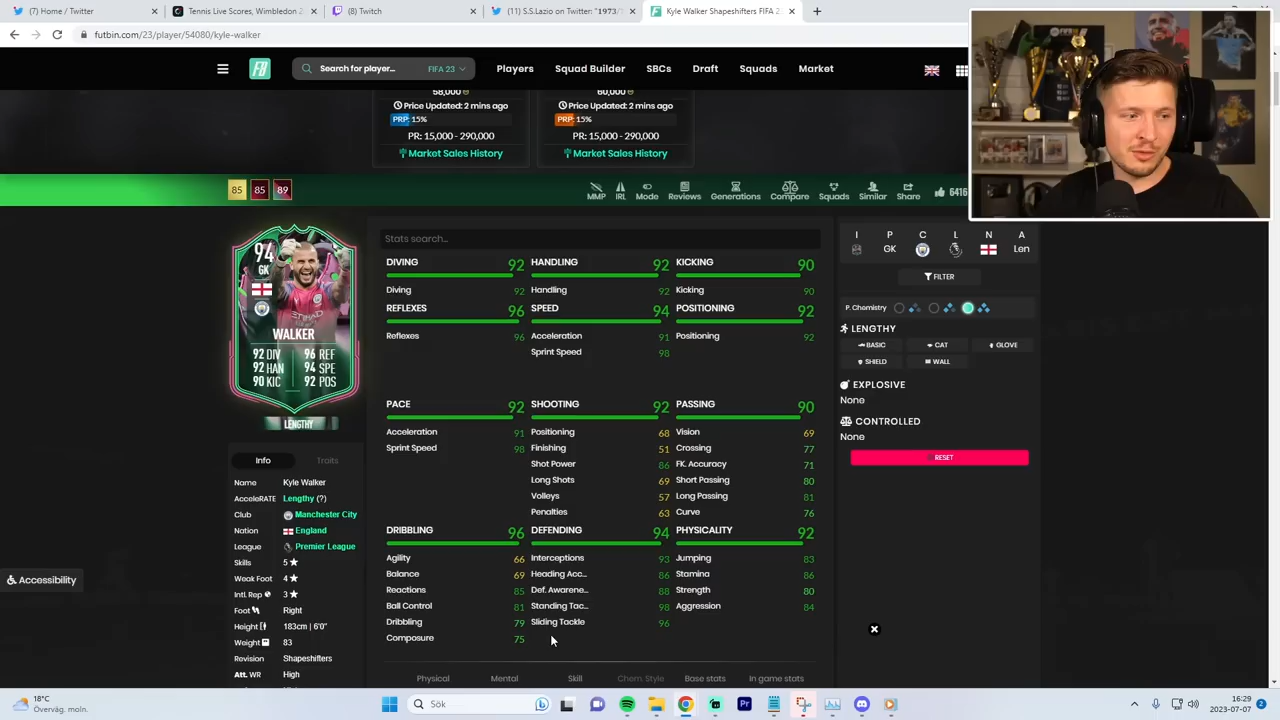 (7) Home / Twitter
Tennis Live Scores, Wimbledon 2
(8) Twitch
(11) S.S.Lazio on Twitter: "1973/1
Kyle Walker Shapeshifters FIFA 2
futbin.com/23/player/54080/kyle-walker
Search for player... FIFA 23
Players Squad Builder SBCs Draft Squads Market
58,000 60,000
Price Updated: 2 mins ago Price Updated: 2 mins ago
PRP: 15% PRP: 15%
PR: 15,000 - 290,000 PR: 15,000 - 290,000
Market Sales History Market Sales History
85 85 89
MMP IRL Mode Reviews Generations Compare Squads Similar Share 6416
94
GK
WALKER
92 DIV 96 REF
92 HAN 94 SPE
90 KIC 92 POS
LENGTHY
Info Traits
Name Kyle Walker
AcceleRATE Lengthy (?)
Club Manchester City
Nation England
League Premier League
Skills 5
Weak Foot 4
Intl. Rep 3
Foot Right
Height 183cm | 6'0"
Weight 83
Revision Shapeshifters
Att. WR High
Accessibility
Stats search...
DIVING 92 HANDLING 92 KICKING 90
Diving 92 Handling 92 Kicking 90
REFLEXES 96 SPEED 94 POSITIONING 92
Reflexes 96 Acceleration 91 Positioning 92
Sprint Speed 98
PACE 92 SHOOTING 92 PASSING 90
Acceleration 91 Positioning 68 Vision 69
Sprint Speed 98 Finishing 51 Crossing 77
Shot Power 86 FK. Accuracy 71
Long Shots 69 Short Passing 80
Volleys 57 Long Passing 81
Penalties 63 Curve 76
DRIBBLING 96 DEFENDING 94 PHYSICALITY 92
Agility 66 Interceptions 93 Jumping 83
Balance 69 Heading Acc... 86 Stamina 86
Reactions 85 Def. Awarene... 88 Strength 80
Ball Control 81 Standing Tac... 98 Aggression 84
Dribbling 79 Sliding Tackle 96
Composure 75
Physical Mental Skill Chem. Style Base stats In game stats
I P C L N A
GK Len
FILTER
P. Chemistry
LENGTHY
BASIC CAT GLOVE
SHIELD WALL
EXPLOSIVE
None
CONTROLLED
None
RESET
18°C
Överväg. moln.
Sök
16:29
2023-07-07
2